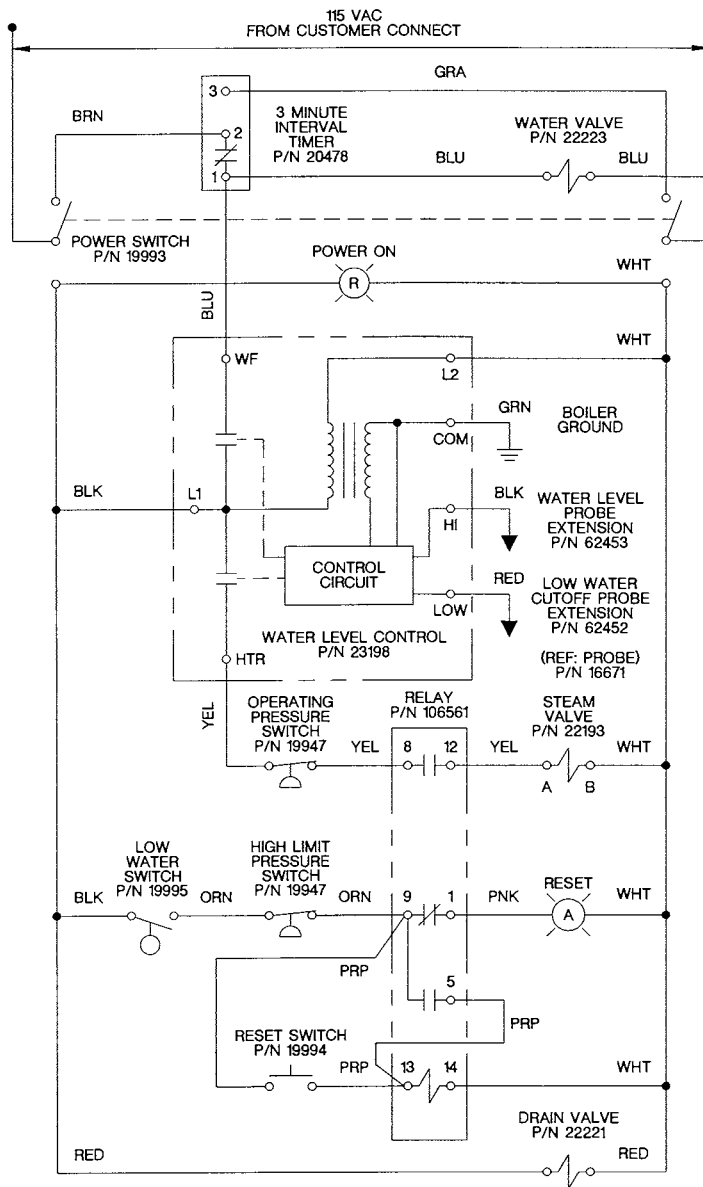 115 VAC
FROM CUSTOMER CONNECT
GRA
3
BRN
2
3 MINUTE
INTERVAL
TIMER
P/N 20478
WATER VALVE
P/N 22223
1
BLU
BLU
POWER SWITCH
P/N 19993
POWER ON
R
WHT
BLU
WF
L2
WHT
COM
GRN
BOILER
GROUND
BLK
L1
HI
BLK
WATER LEVEL
PROBE
EXTENSION
P/N 62453
CONTROL
CIRCUIT
LOW
RED
LOW WATER
CUTOFF PROBE
EXTENSION
P/N 62452
WATER LEVEL CONTROL
P/N 23198
(REF: PROBE)
P/N 16671
HTR
YEL
OPERATING
PRESSURE
SWITCH
P/N 19947
RELAY
P/N 106561
STEAM
VALVE
P/N 22193
YEL
8
12
YEL
A
B
WHT
LOW
WATER
SWITCH
P/N 19995
HIGH LIMIT
PRESSURE
SWITCH
P/N 19947
BLK
ORN
ORN
9
1
PNK
RESET
A
WHT
PRP
5
PRP
RESET SWITCH
P/N 19994
PRP
13
14
WHT
DRAIN VALVE
P/N 22221
RED
RED